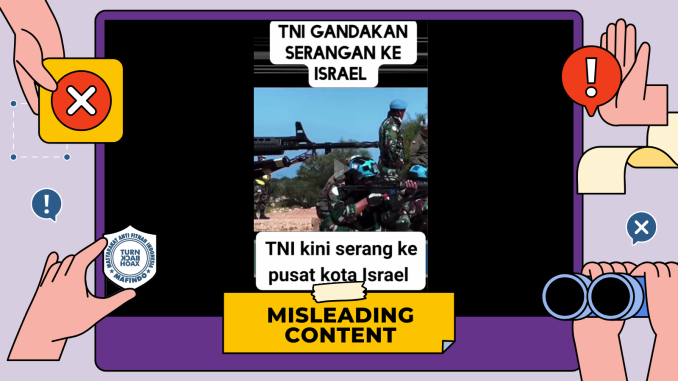 TNI GANDAKAN
SERANGAN KE
ISRAEL
TNI kini serang ke
pusat kota Israel
MASYARAKAT ANTI FITNAH INDONESIA
TURN
BACK
HOAX
MAFINDO
MISLEADING
CONTENT